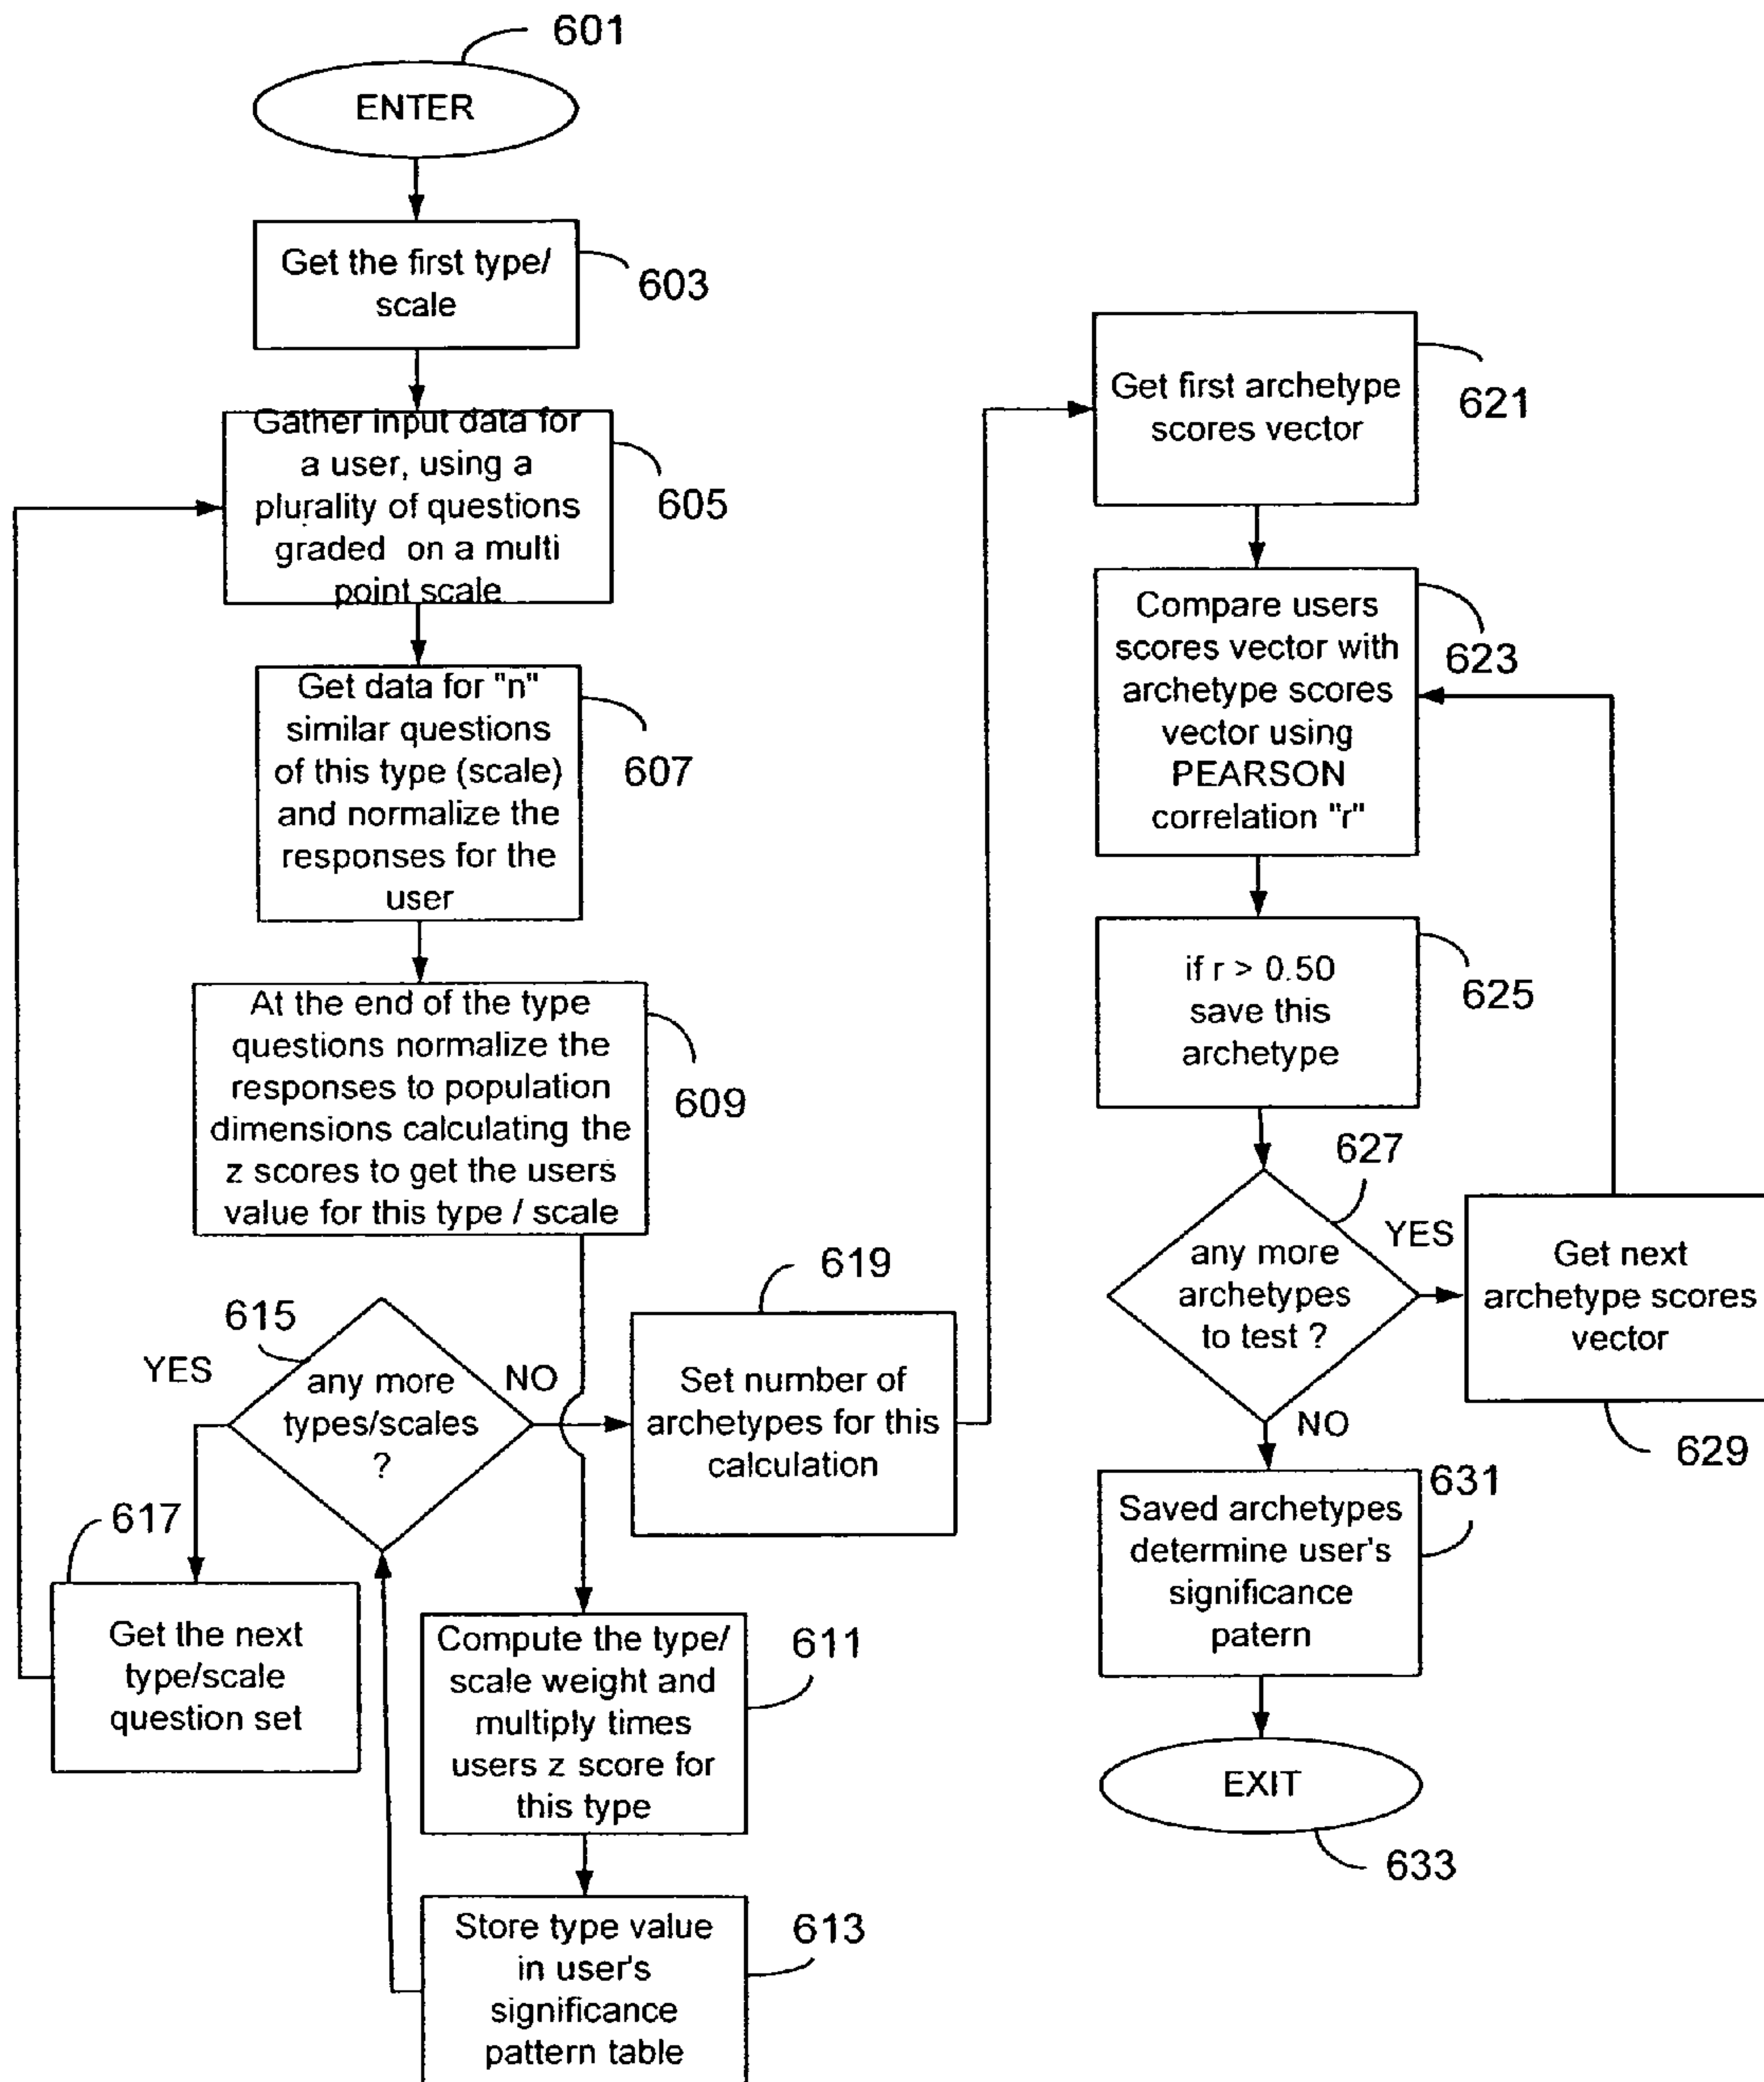 601
ENTER
Get the first type/
scale
603
Gather input data for
a user, using a
plurality of questions
graded on a multi
point scale
605
Get data for "n"
similar questions
of this type (scale)
and normalize the
responses for the
user
607
At the end of the type
questions normalize the
responses to population
dimensions calculating the
z scores to get the users
value for this type / scale
609
615
YES
any more
types/scales
?
NO
617
Get the next
type/scale
question set
Compute the type/
scale weight and
multiply times
users z score for
this type
611
Store type value
in user's
significance
pattern table
613
619
Set number of
archetypes for this
calculation
Get first archetype
scores vector
621
Compare users
scores vector with
archetype scores
vector using
PEARSON
correlation "r"
623
if r > 0.50
save this
archetype
625
627
any more
archetypes
to test ?
YES
NO
Get next
archetype scores
vector
629
631
Saved archetypes
determine user's
significance
patern
EXIT
633